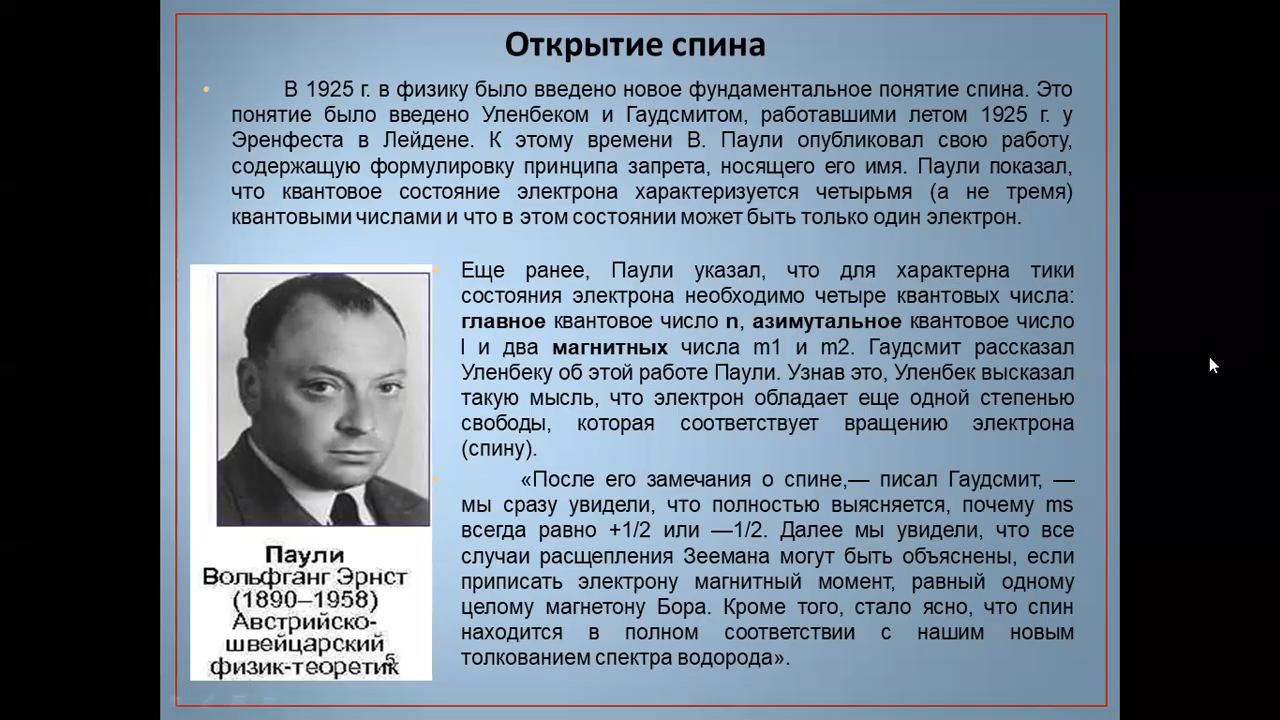 Открытие спина
В 1925 г. в физику было введено новое фундаментальное понятие спина. Это
понятие было введено Уленбеком и Гаудсмитом, работавшими летом 1925 г. у
Эренфеста в Лейдене. К этому времени В. Паули опубликовал свою работу,
содержащую формулировку принципа запрета, носящего его имя. Паули показал,
что квантовое состояние электрона характеризуется четырьмя (а не тремя)
квантовыми числами и что в этом состоянии может быть только один электрон.
Еще ранее, Паули указал, что для характерна тики
состояния электрона необходимо четыре квантовых числа:
главное квантовое число n, азимутальное квантовое число
l и два магнитных числа m1 и m2. Гаудсмит рассказал
Уленбеку об этой работе Паули. Узнав это, Уленбек высказал
такую мысль, что электрон обладает еще одной степенью
свободы, которая соответствует вращению электрона
(спину).
«После его замечания о спине,— писал Гаудсмит, —
мы сразу увидели, что полностью выясняется, почему ms
всегда равно +1/2 или —1/2. Далее мы увидели, что все
случаи расщепления Зеемана могут быть объяснены, если
приписать электрону магнитный момент, равный одному
целому магнетону Бора. Кроме того, стало ясно, что спин
находится в полном соответствии с нашим новым
толкованием спектра водорода».
Паули
Вольфганг Эрнст
(1890–1958)
Австрийско-
швейцарский
физик-теоретик
5